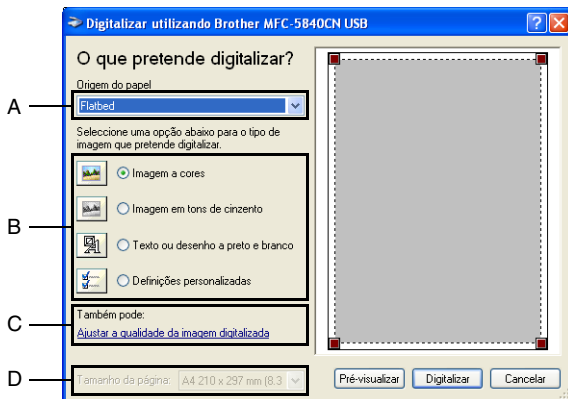 Digitalizar utilizando Brother MFC-5840CN USB
O que pretende digitalizar?
Origem do papel
A
Flatbed
Seleccione uma opção abaixo para o tipo de
imagem que pretende digitalizar.
Imagem a cores
Imagem em tons de cinzento
B
Texto ou desenho a preto e branco
Definições personalizadas
Também pode:
C
Ajustar a qualidade da imagem digitalizada
D
Tamanho da página: A4 210 x 297 mm (8.3
Pré-visualizar Digitalizar Cancelar